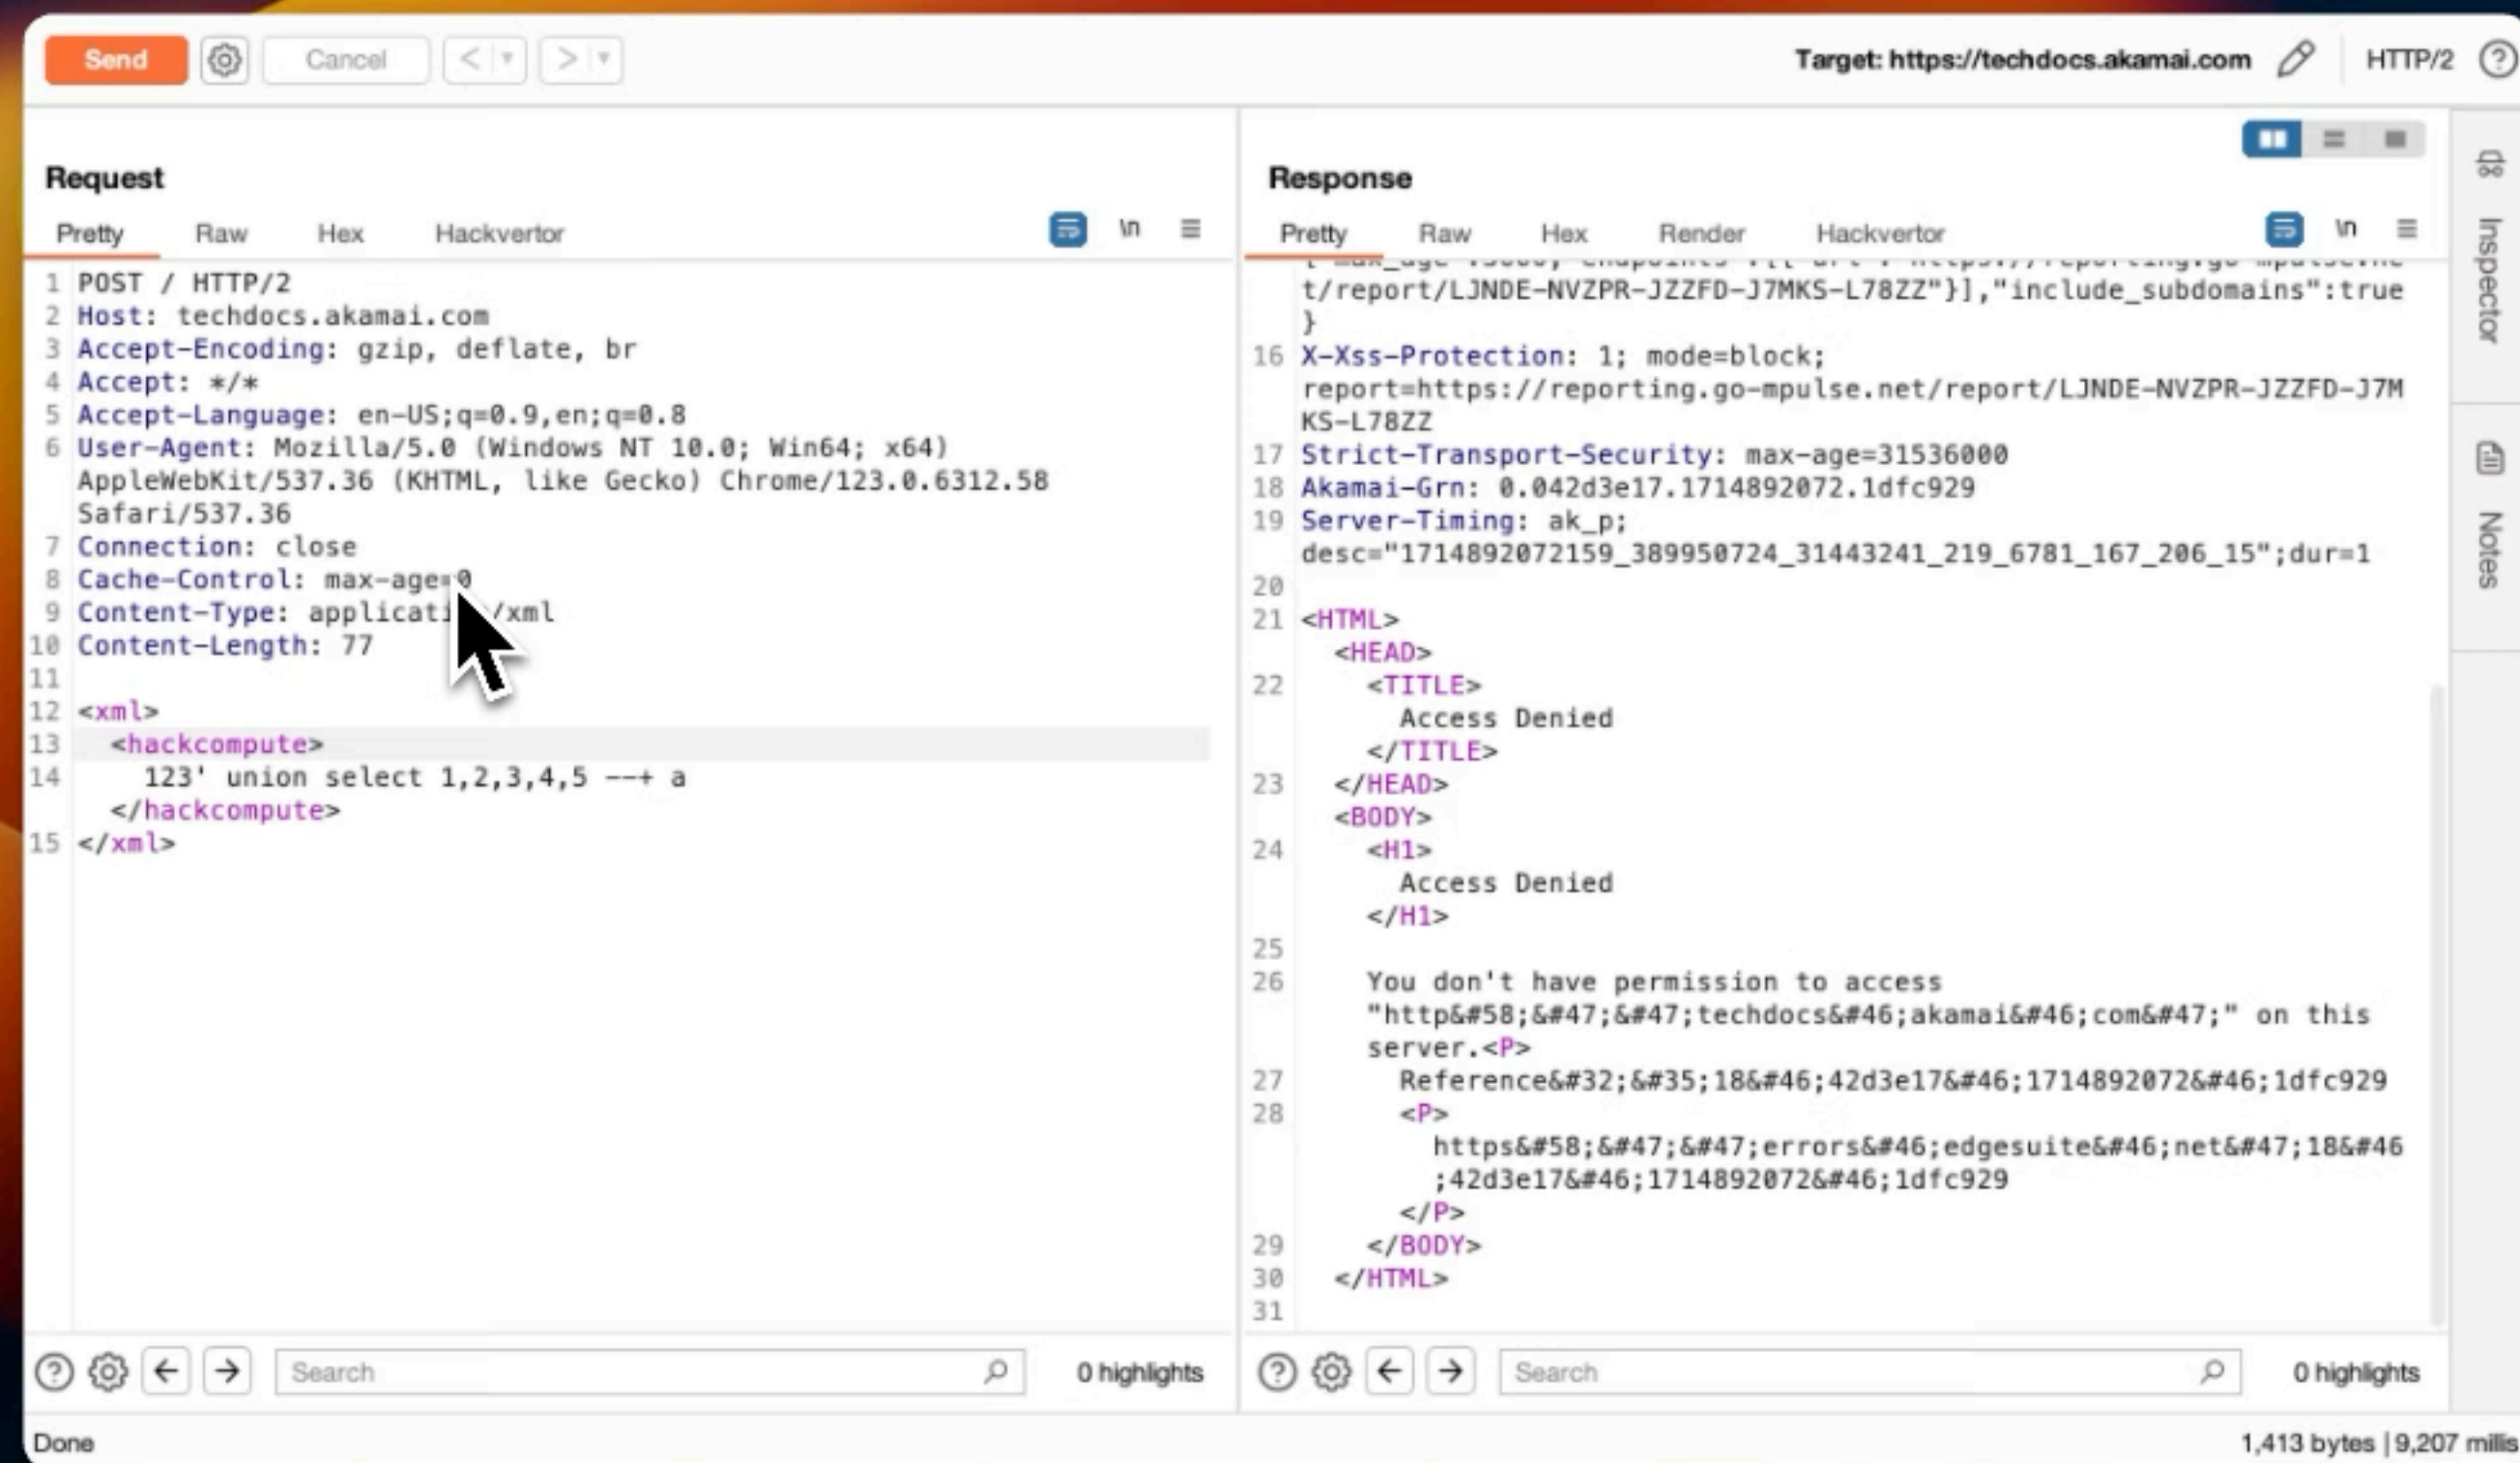 Send
Cancel
Target: https://techdocs.akamai.com
HTTP/2
Request
Pretty Raw Hex Hackvertor
\n
1 POST / HTTP/2
2 Host: techdocs.akamai.com
3 Accept-Encoding: gzip, deflate, br
4 Accept: */*
5 Accept-Language: en-US;q=0.9,en;q=0.8
6 User-Agent: Mozilla/5.0 (Windows NT 10.0; Win64; x64)
AppleWebKit/537.36 (KHTML, like Gecko) Chrome/123.0.6312.58
Safari/537.36
7 Connection: close
8 Cache-Control: max-age=0
9 Content-Type: application/xml
10 Content-Length: 77
11
12 <xml>
13 <hackcompute>
14 123' union select 1,2,3,4,5 --+ a
</hackcompute>
15 </xml>
Search
0 highlights
Response
Pretty Raw Hex Render Hackvertor
\n
t/report/LJNDE-NVZPR-JZZFD-J7MKS-L78ZZ"}],"include_subdomains":true
}
16 X-Xss-Protection: 1; mode=block;
report=https://reporting.go-mpulse.net/report/LJNDE-NVZPR-JZZFD-J7M
KS-L78ZZ
17 Strict-Transport-Security: max-age=31536000
18 Akamai-Grn: 0.042d3e17.1714892072.1dfc929
19 Server-Timing: ak_p;
desc="1714892072159_389950724_31443241_219_6781_167_206_15";dur=1
20
21 <HTML>
<HEAD>
22 <TITLE>
Access Denied
</TITLE>
23 </HEAD>
<BODY>
24 <H1>
Access Denied
</H1>
25
26 You don't have permission to access
"http&#58;&#47;&#47;techdocs&#46;akamai&#46;com&#47;" on this
server.<P>
27 Reference&#32;&#35;18&#46;42d3e17&#46;1714892072&#46;1dfc929
28 <P>
https&#58;&#47;&#47;errors&#46;edgesuite&#46;net&#47;18&#46
;42d3e17&#46;1714892072&#46;1dfc929
</P>
29 </BODY>
30 </HTML>
31
Search
0 highlights
Inspector
Notes
Done
1,413 bytes | 9,207 millis